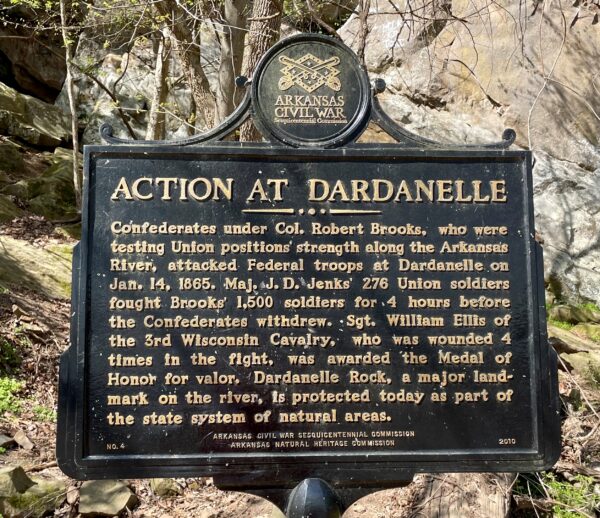 ARKANSAS
CIVIL WAR
Sesquicentennial Commission
ACTION AT DARDANELLE
Confederates under Col. Robert Brooks, who were
testing Union positions' strength along the Arkansas
River, attacked Federal troops at Dardanelle on
Jan. 14, 1865. Maj. J. D. Jenks' 276 Union soldiers
fought Brooks' 1,500 soldiers for 4 hours before
the Confederates withdrew. Sgt. William Ellis of
the 3rd Wisconsin Cavalry, who was wounded 4
times in the fight, was awarded the Medal of
Honor for valor. Dardanelle Rock, a major land-
mark on the river, is protected today as part of
the state system of natural areas.
ARKANSAS CIVIL WAR SESQUICENTENNIAL COMMISSION
NO. 4 ARKANSAS NATURAL HERITAGE COMMISSION 2010